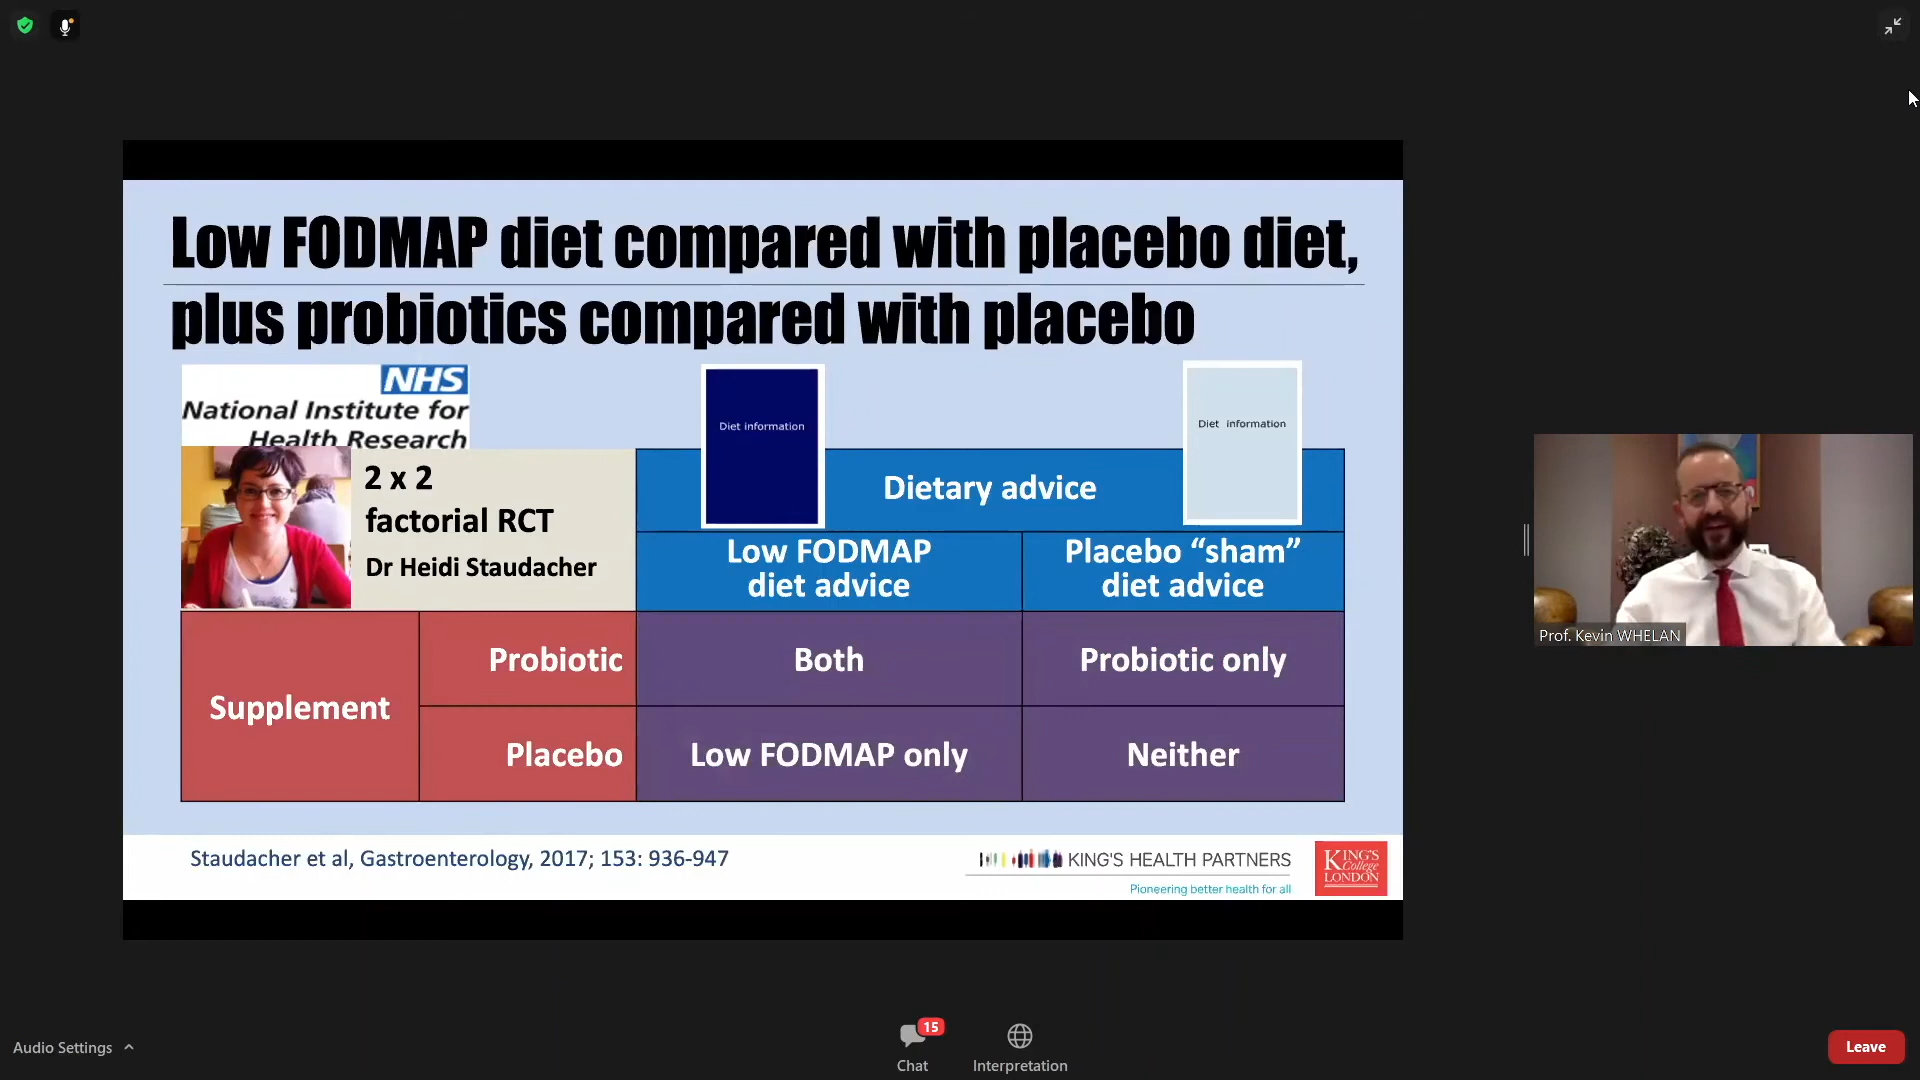 Low FODMAP diet compared with placebo diet,
plus probiotics compared with placebo
NHS
National Institute for
Health Research
Diet information
Diet information
2 x 2
factorial RCT
Dr Heidi Staudacher
Dietary advice
Low FODMAP
diet advice
Placebo “sham”
diet advice
Supplement
Probiotic
Both
Probiotic only
Placebo
Low FODMAP only
Neither
Staudacher et al, Gastroenterology, 2017; 153: 936-947
KING'S HEALTH PARTNERS
Pioneering better health for all
KING'S
College
LONDON
Prof. Kevin WHELAN
Audio Settings
15
Chat
Interpretation
Leave